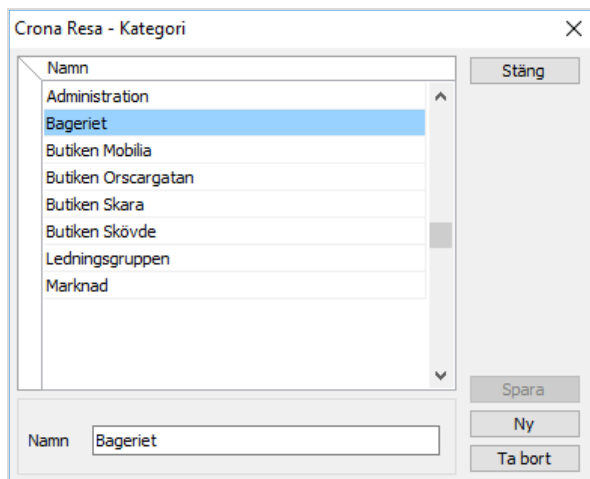 Crona Resa - Kategori
Namn
Stäng
Administration
Bageriet
Butiken Mobilia
Butiken Orscargatan
Butiken Skara
Butiken Skövde
Ledningsgruppen
Marknad
Spara
Ny
Namn Bageriet
Ta bort